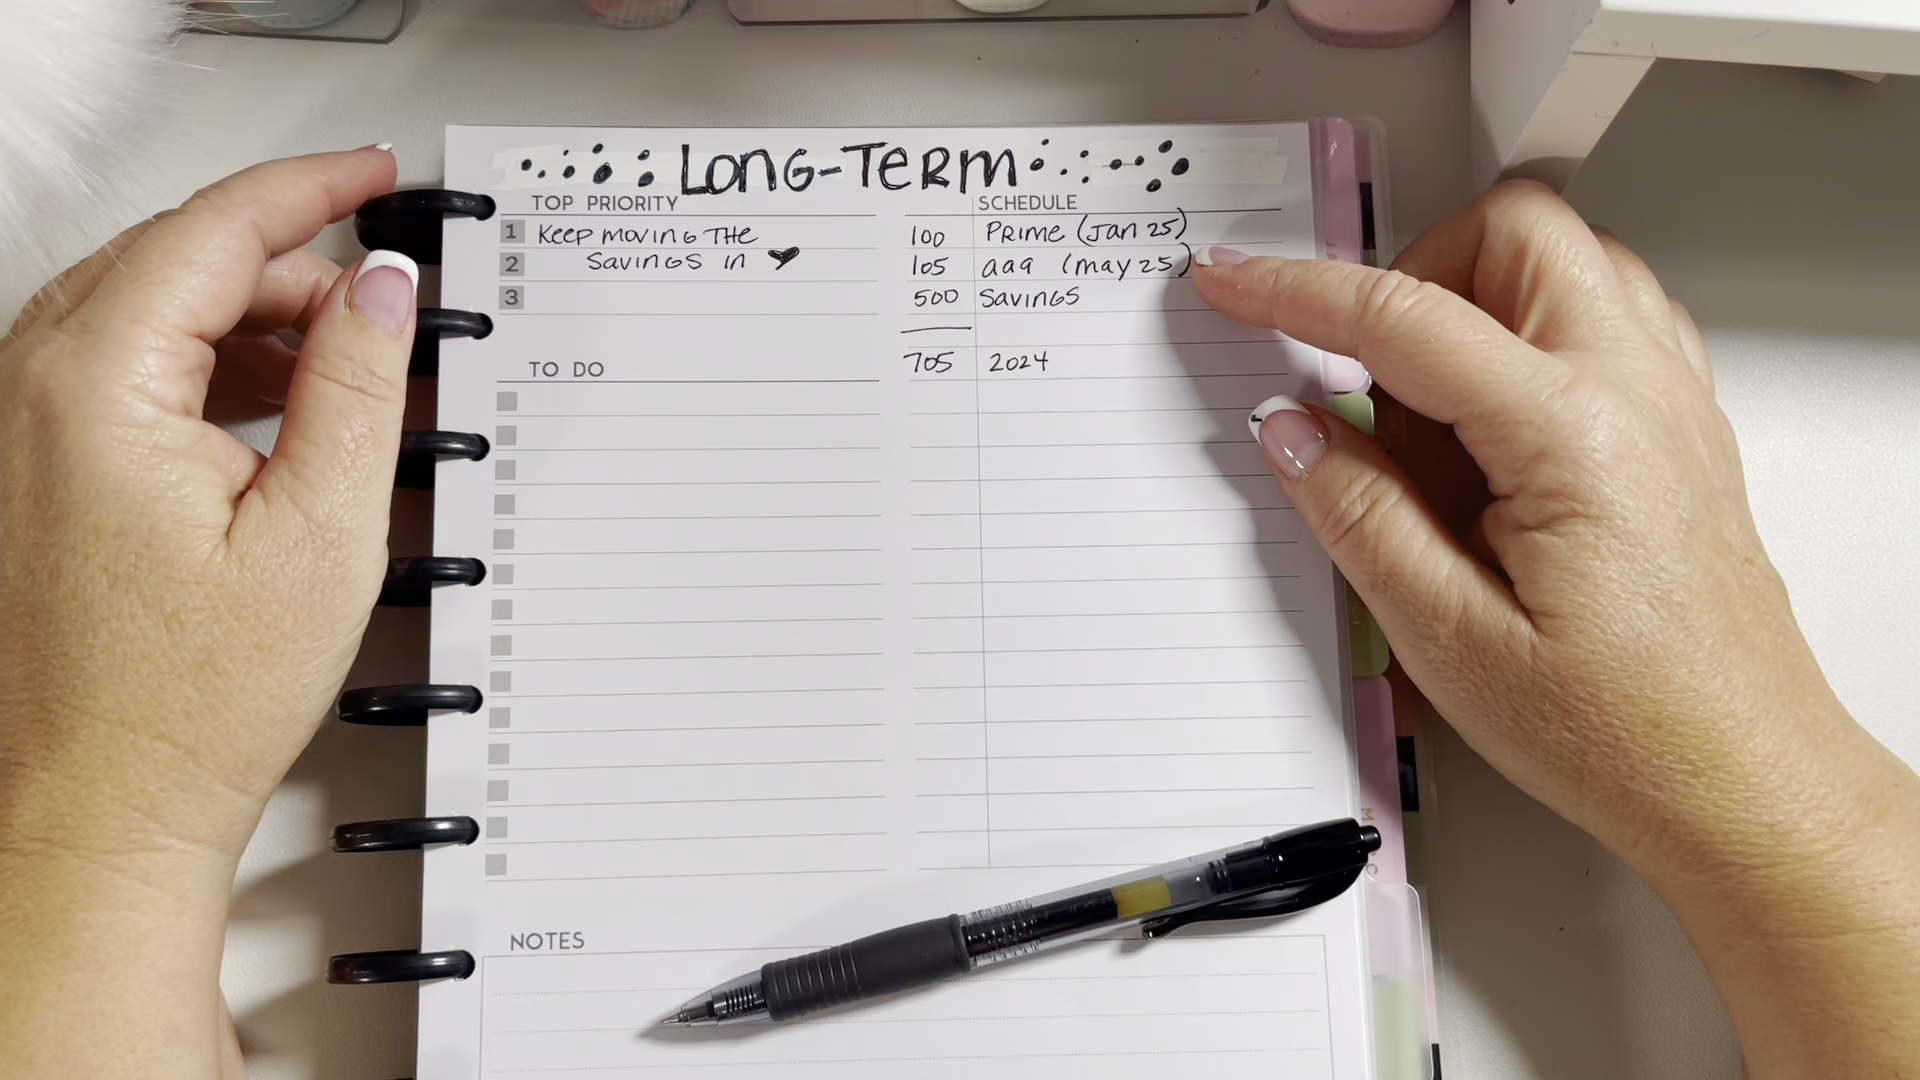 LONG-TERM
TOP PRIORITY
1 Keep moving THE
2 Savings in
3
TO DO
SCHEDULE
100 Prime (Jan 25)
105 aaa (may 25)
500 Savings
705 2024
NOTES